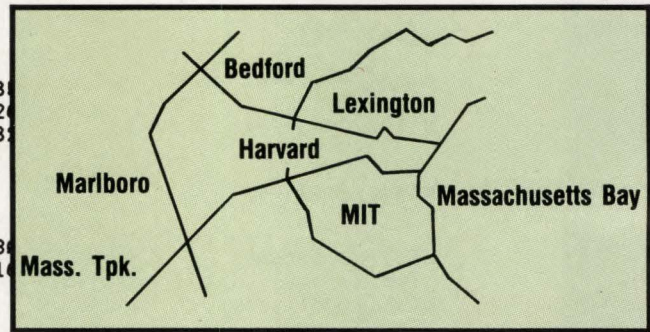 Bedford
Lexington
Harvard
Marlboro
Massachusetts Bay
MIT
Mass. Tpk.